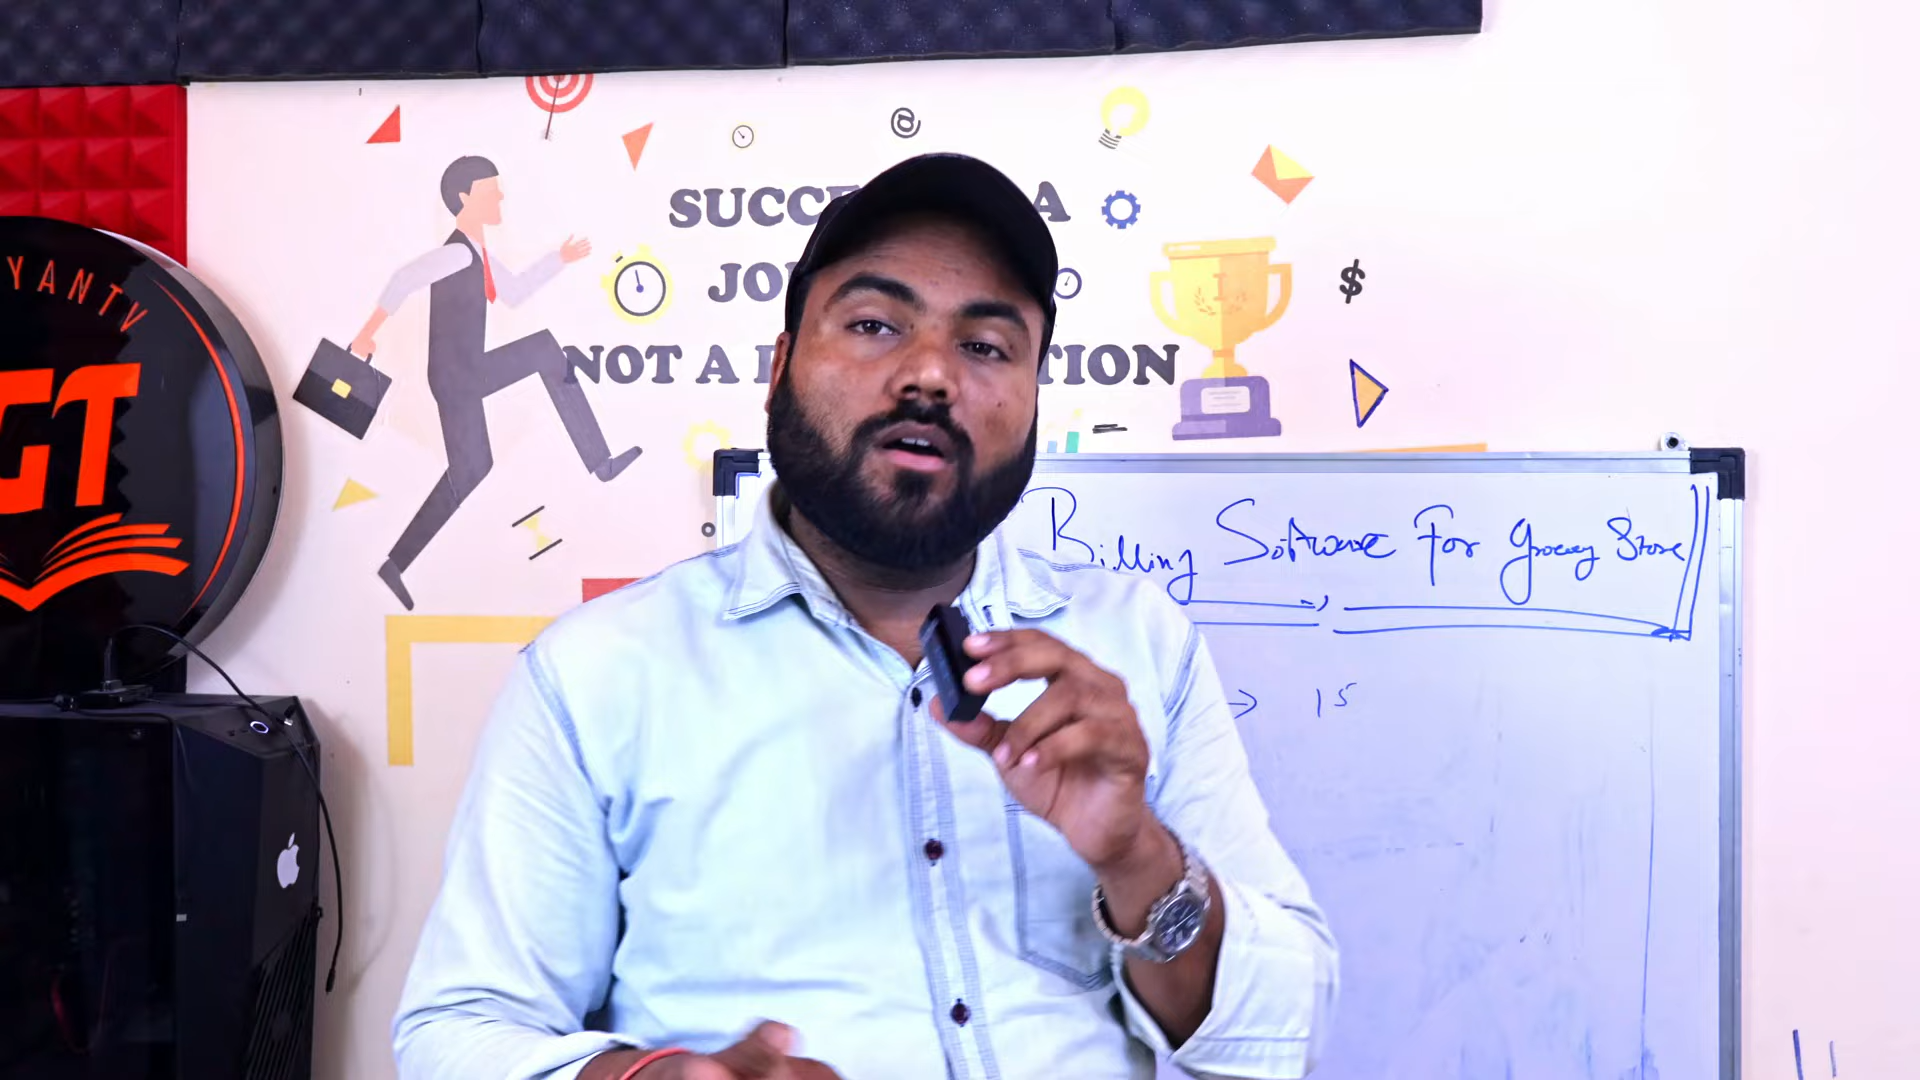 YANTV
GT
@
SUCC A
JO
$
NOT A TION
Billing Software For Grocery Store
→ 15